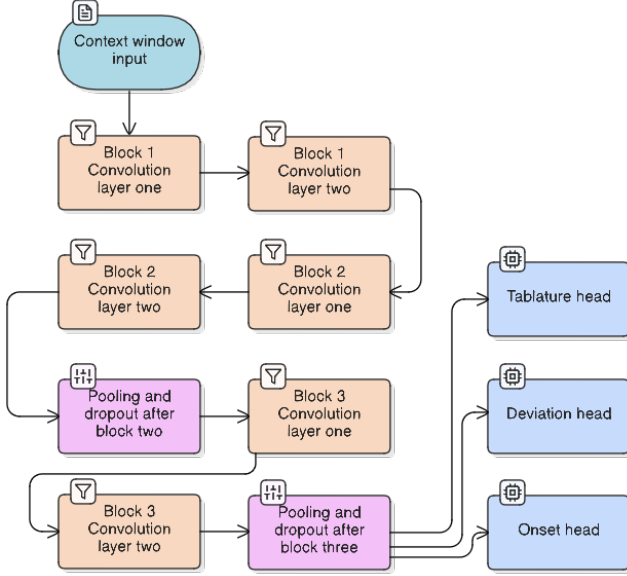 Context window
input
Block 1
Convolution
layer one
Block 1
Convolution
layer two
Block 2
Convolution
layer two
Block 2
Convolution
layer one
Tablature head
Pooling and
dropout after
block two
Block 3
Convolution
layer one
Deviation head
Block 3
Convolution
layer two
Pooling and
dropout after
block three
Onset head